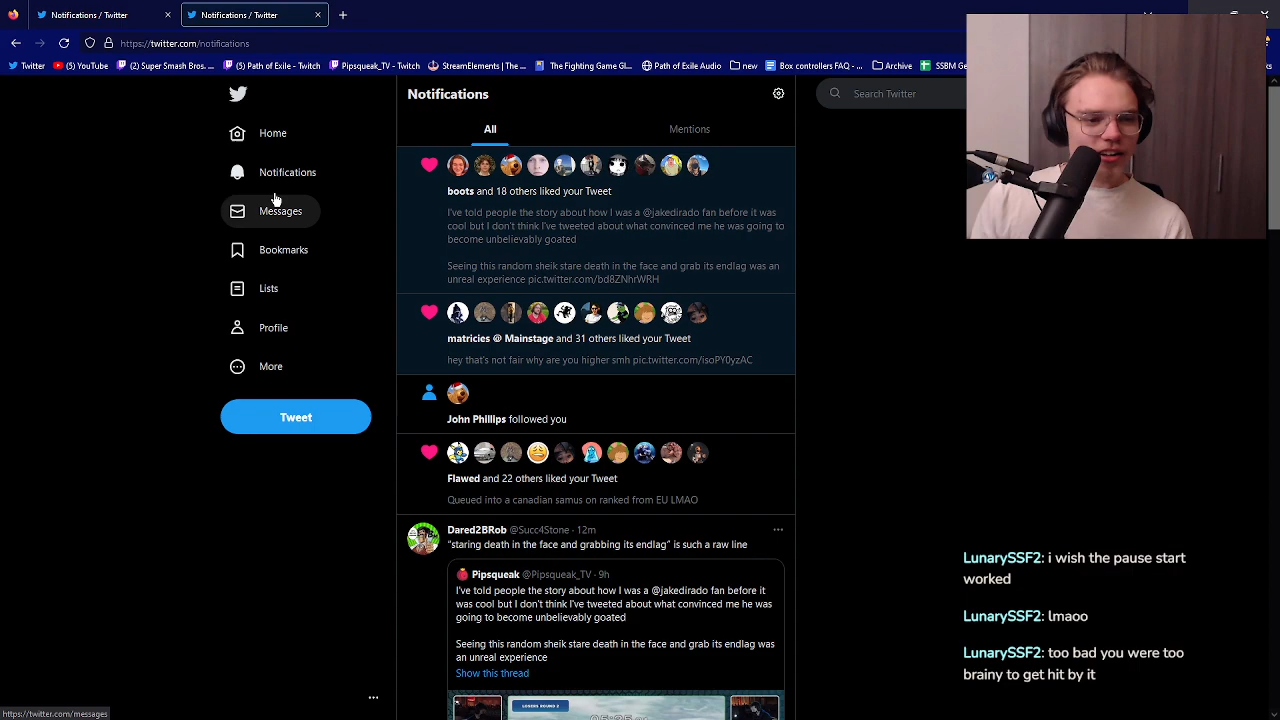 Notifications / Twitter
Notifications / Twitter
https://twitter.com/notifications
Twitter
(5) YouTube
(2) Super Smash Bros. ...
(5) Path of Exile - Twitch
Pipsqueak_TV - Twitch
StreamElements | The ...
The Fighting Game Gl...
Path of Exile Audio
new
Box controllers FAQ - ...
Archive
SSBM Ge
ks
Notifications
Search Twitter
All
Mentions
Home
Notifications
Messages
Bookmarks
Lists
Profile
More
Tweet
boots and 18 others liked your Tweet
I've told people the story about how I was a @jakedirado fan before it was
cool but I don't think I've tweeted about what convinced me he was going to
become unbelievably goated
Seeing this random sheik stare death in the face and grab its endlag was an
unreal experience pic.twitter.com/bd8ZNhrWRH
matricies @ Mainstage and 31 others liked your Tweet
hey that's not fair why are you higher smh pic.twitter.com/isoPY0yzAC
John Phillips followed you
Flawed and 22 others liked your Tweet
Queued into a canadian samus on ranked from EU LMAO
Dared2BRob @Succ4Stone · 12m
"staring death in the face and grabbing its endlag" is such a raw line
Pipsqueak @Pipsqueak_TV · 9h
I've told people the story about how I was a @jakedirado fan before it
was cool but I don't think I've tweeted about what convinced me he was
going to become unbelievably goated
Seeing this random sheik stare death in the face and grab its endlag was
an unreal experience
Show this thread
LOSERS ROUND 2
LunarySSF2: i wish the pause start
worked
LunarySSF2: lmaoo
LunarySSF2: too bad you were too
brainy to get hit by it
https://twitter.com/messages